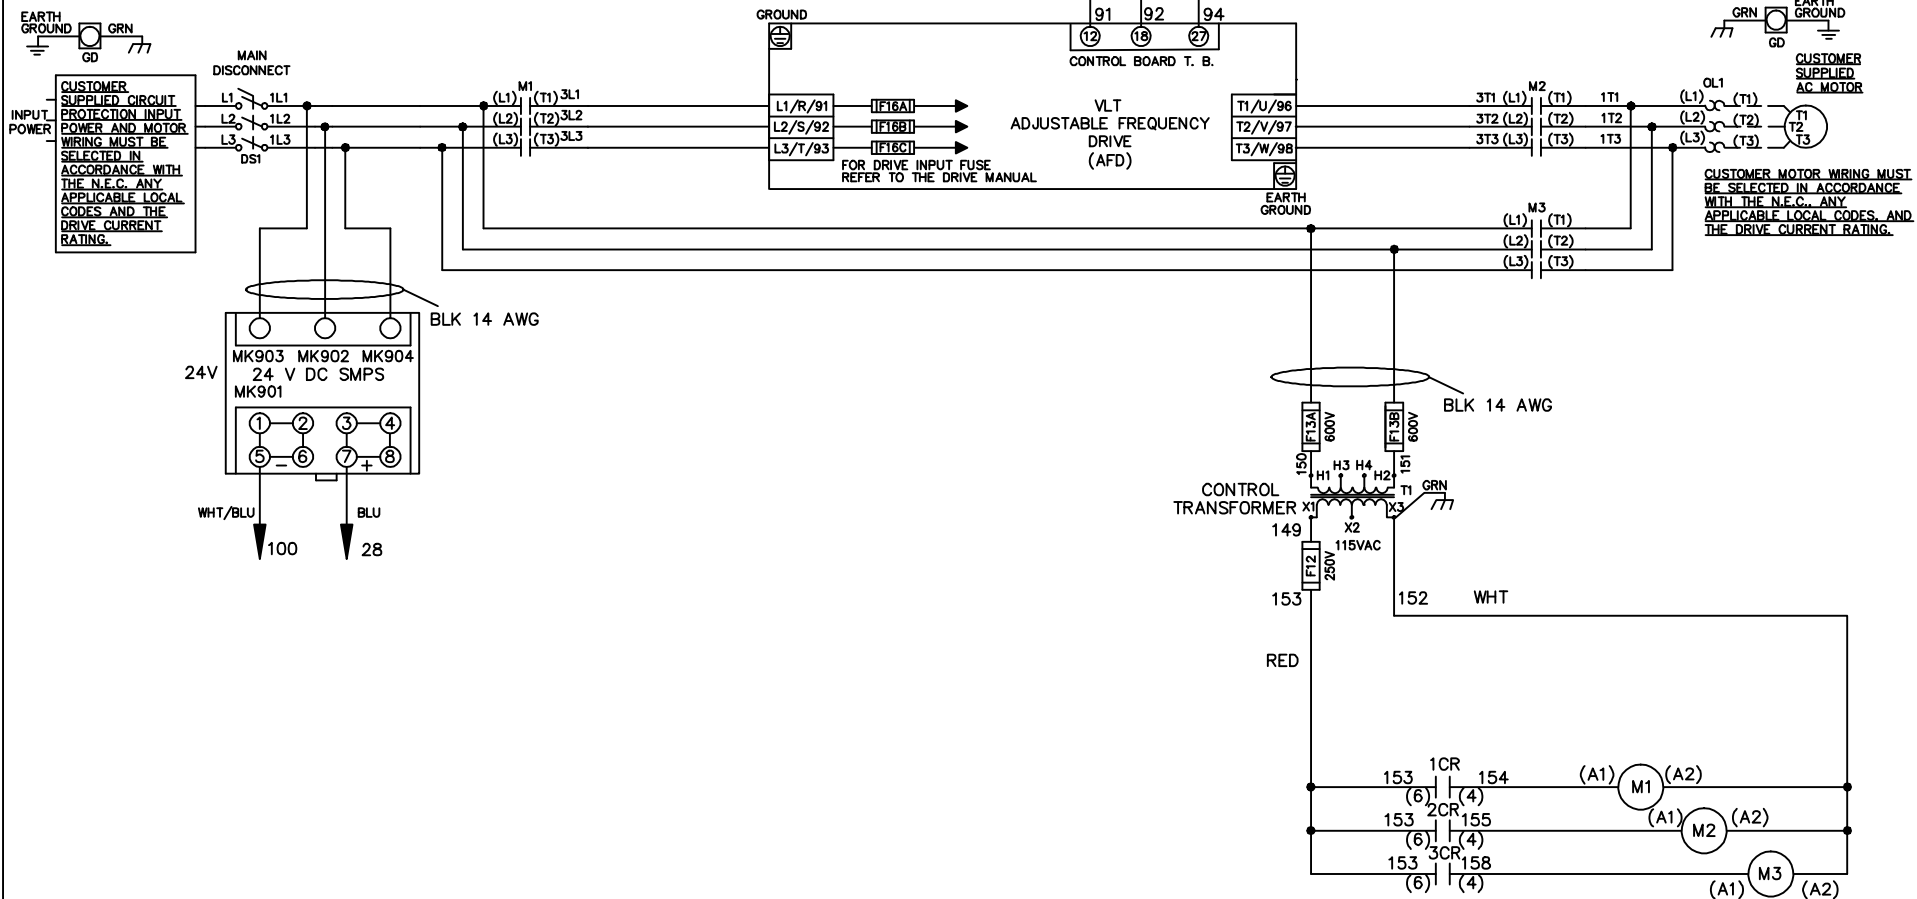 EARTH
GROUND
GRN
GD
GROUND
91
92
94
12
18
27
CONTROL BOARD T. B.
GRN
EARTH
GROUND
GD
CUSTOMER
SUPPLIED
AC MOTOR
INPUT
POWER
CUSTOMER
SUPPLIED CIRCUIT
PROTECTION INPUT
POWER AND MOTOR
WIRING MUST BE
SELECTED IN
ACCORDANCE WITH
THE N.E.C. ANY
APPLICABLE LOCAL
CODES AND THE
DRIVE CURRENT
RATING.
MAIN
DISCONNECT
L1 1L1
L2 1L2
L3 1L3
DS1
M1
(L1) (T1) 3L1
(L2) (T2) 3L2
(L3) (T3) 3L3
L1/R/91
L2/S/92
L3/T/93
F16A
F16B
F16C
FOR DRIVE INPUT FUSE
REFER TO THE DRIVE MANUAL
VLT
ADJUSTABLE FREQUENCY
DRIVE
(AFD)
T1/U/96
T2/V/97
T3/W/98
EARTH
GROUND
M2
3T1 (L1) (T1) 1T1
3T2 (L2) (T2) 1T2
3T3 (L3) (T3) 1T3
OL1
(L1) (T1)
(L2) (T2)
(L3) (T3)
T1
T2
T3
CUSTOMER MOTOR WIRING MUST
BE SELECTED IN ACCORDANCE
WITH THE N.E.C., ANY
APPLICABLE LOCAL CODES, AND
THE DRIVE CURRENT RATING.
M3
(L1) (T1)
(L2) (T2)
(L3) (T3)
BLK 14 AWG
MK903 MK902 MK904
24V
24 V DC SMPS
MK901
1 2 3 4
5 - 6 7 + 8
WHT/BLU
BLU
100
28
BLK 14 AWG
F13A
600V
F13B
600V
150
151
H1 H3 H4 H2
T1
GRN
CONTROL
TRANSFORMER
X1
X2
X3
149
115VAC
F12
250V
153
152
WHT
RED
1CR
153 154
(6) (4)
(A1) M1 (A2)
2CR
153 155
(6) (4)
(A1) M2 (A2)
3CR
153 158
(6) (4)
(A1) M3 (A2)